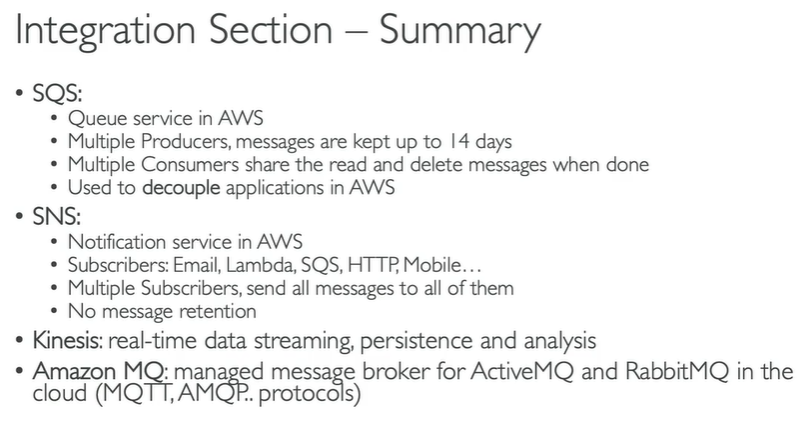 Integration Section – Summary
• SQS:
• Queue service in AWS
• Multiple Producers, messages are kept up to 14 days
• Multiple Consumers share the read and delete messages when done
• Used to decouple applications in AWS
• SNS:
• Notification service in AWS
• Subscribers: Email, Lambda, SQS, HTTP, Mobile…
• Multiple Subscribers, send all messages to all of them
• No message retention
• Kinesis: real-time data streaming, persistence and analysis
• Amazon MQ: managed message broker for ActiveMQ and RabbitMQ in the
cloud (MQTT, AMQP.. protocols)